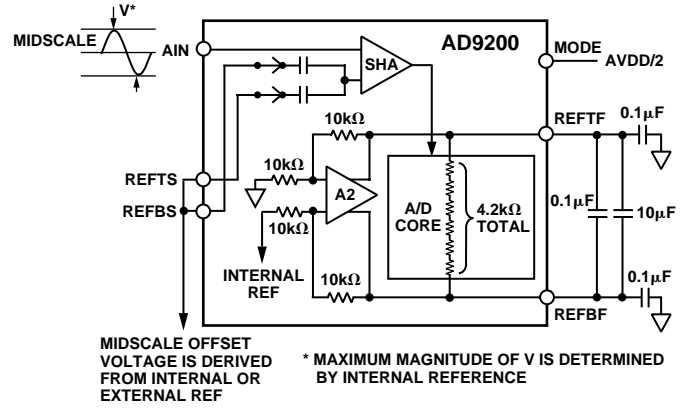 V*
MIDSCALE
AIN
AD9200
SHA
MODE
AVDD/2
0.1µF
REFTF
10kΩ
10kΩ
REFTS
REFBS
A2
10kΩ
A/D
CORE
4.2kΩ
TOTAL
0.1µF
10µF
INTERNAL
REF
10kΩ
0.1µF
REFBF
MIDSCALE OFFSET
VOLTAGE IS DERIVED
FROM INTERNAL OR
EXTERNAL REF
* MAXIMUM MAGNITUDE OF V IS DETERMINED
BY INTERNAL REFERENCE